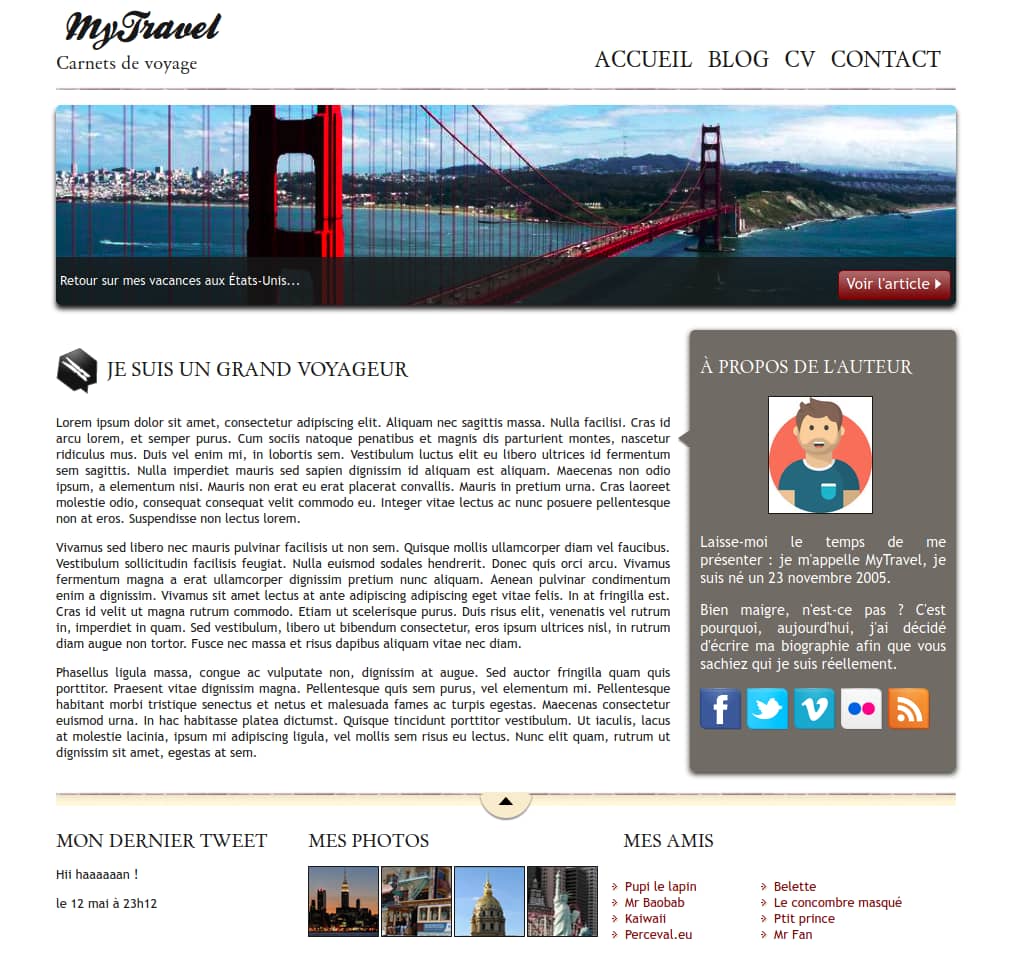 MyTravel
Carnets de voyage
ACCUEIL BLOG CV CONTACT
Retour sur mes vacances aux États-Unis...
Voir l'article
JE SUIS UN GRAND VOYAGEUR
Lorem ipsum dolor sit amet, consectetur adipiscing elit. Aliquam nec sagittis massa. Nulla facilisi. Cras id
arcu lorem, et semper purus. Cum sociis natoque penatibus et magnis dis parturient montes, nascetur
ridiculus mus. Duis vel enim mi, in lobortis sem. Vestibulum luctus elit eu libero ultrices id fermentum
sem sagittis. Nulla imperdiet mauris sed sapien dignissim id aliquam est aliquam. Maecenas non odio
ipsum, a elementum nisi. Mauris non erat eu erat placerat convallis. Mauris in pretium urna. Cras laoreet
molestie odio, consequat consequat velit commodo eu. Integer vitae lectus ac nunc posuere pellentesque
non at eros. Suspendisse non lectus lorem.
Vivamus sed libero nec mauris pulvinar facilisis ut non sem. Quisque mollis ullamcorper diam vel faucibus.
Vestibulum sollicitudin facilisis feugiat. Nulla euismod sodales hendrerit. Donec quis orci arcu. Vivamus
fermentum magna a erat ullamcorper dignissim pretium nunc aliquam. Aenean pulvinar condimentum
enim a dignissim. Vivamus sit amet lectus at ante adipiscing adipiscing eget vitae felis. In at fringilla est.
Cras id velit ut magna rutrum commodo. Etiam ut scelerisque purus. Duis risus elit, venenatis vel rutrum
in, imperdiet in quam. Sed vestibulum, libero ut bibendum consectetur, eros ipsum ultrices nisl, in rutrum
diam augue non tortor. Fusce nec massa et risus dapibus aliquam vitae nec diam.
Phasellus ligula massa, congue ac vulputate non, dignissim at augue. Sed auctor fringilla quam quis
porttitor. Praesent vitae dignissim magna. Pellentesque quis sem purus, vel elementum mi. Pellentesque
habitant morbi tristique senectus et netus et malesuada fames ac turpis egestas. Maecenas consectetur
euismod urna. In hac habitasse platea dictumst. Quisque tincidunt porttitor vestibulum. Ut iaculis, lacus
at molestie lacinia, ipsum mi adipiscing ligula, vel mollis sem risus eu lectus. Nunc elit quam, rutrum ut
dignissim sit amet, egestas at sem.
À PROPOS DE L'AUTEUR
Laisse-moi le temps de me
présenter : je m'appelle MyTravel, je
suis né un 23 novembre 2005.
Bien maigre, n'est-ce pas ? C'est
pourquoi, aujourd'hui, j'ai décidé
d'écrire ma biographie afin que vous
sachiez qui je suis réellement.
MON DERNIER TWEET
Hii haaaaaan !
le 12 mai à 23h12
MES PHOTOS
MES AMIS
Pupi le lapin
Mr Baobab
Kaiwaii
Perceval.eu
Belette
Le concombre masqué
Ptit prince
Mr Fan